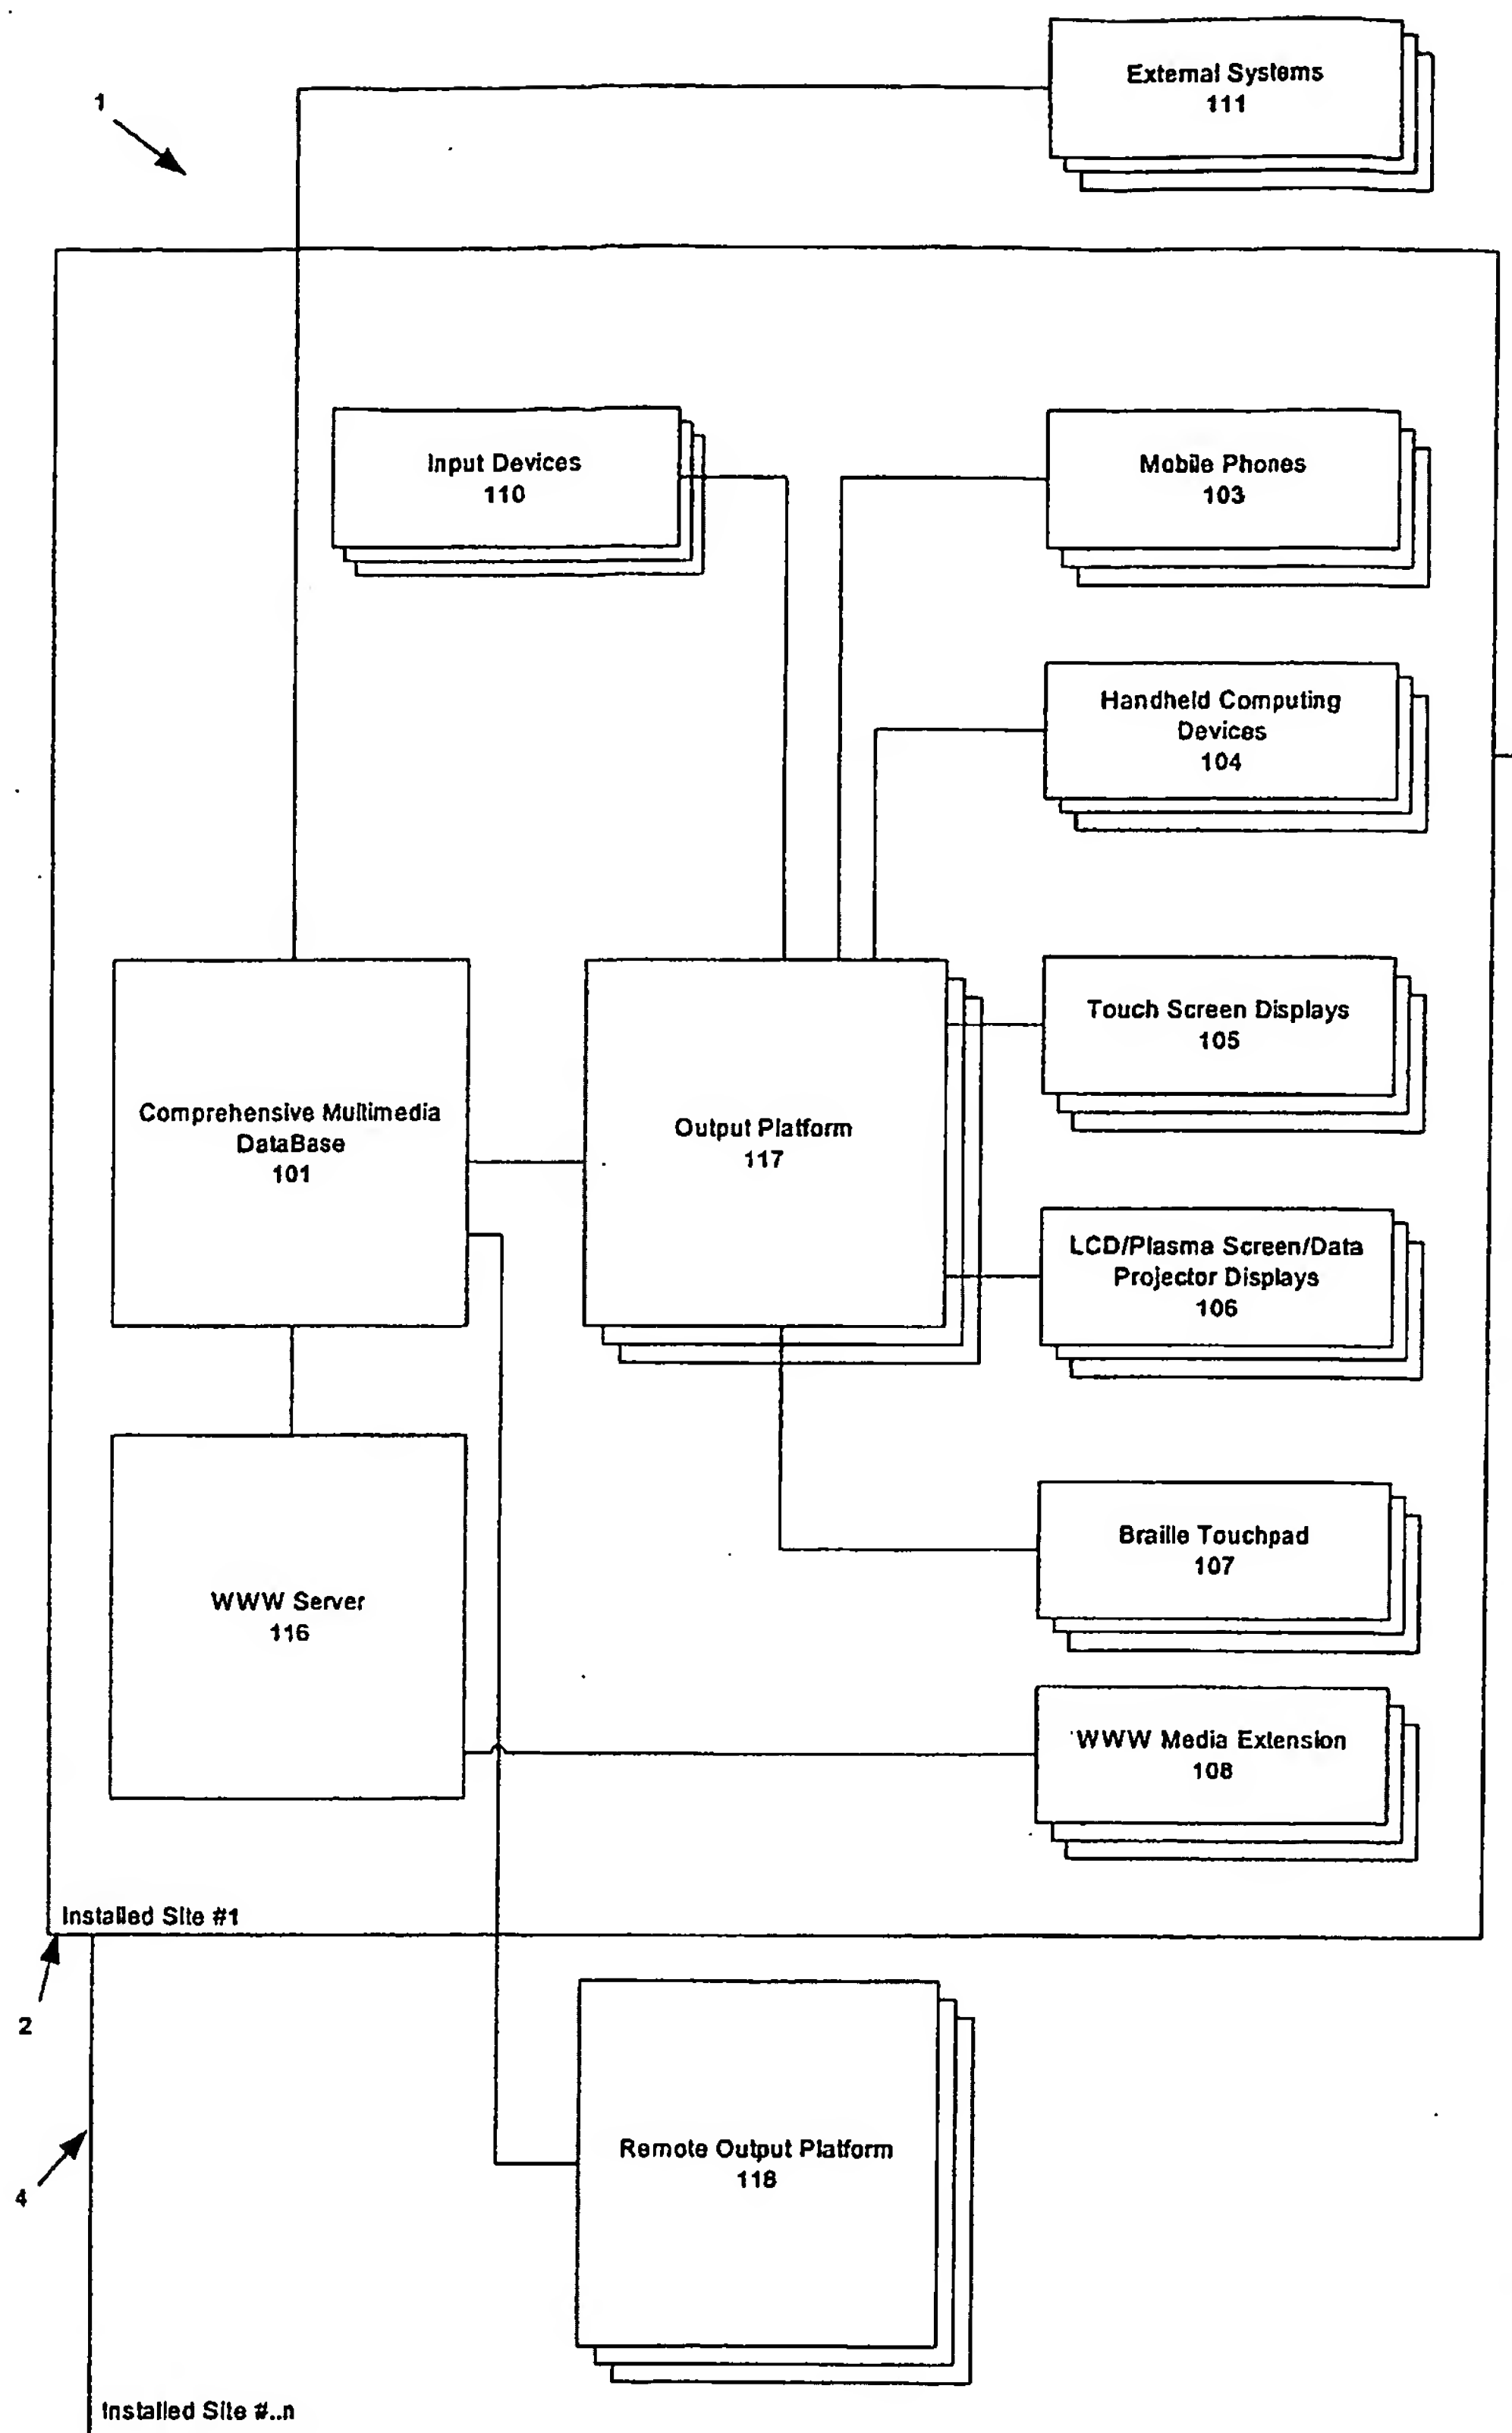 External Systems
111
1
Input Devices
110
Mobile Phones
103
Handheld Computing
Devices
104
Touch Screen Displays
105
Comprehensive Multimedia
DataBase
101
Output Platform
117
LCD/Plasma Screen/Data
Projector Displays
106
Braille Touchpad
107
WWW Server
116
WWW Media Extension
108
Installed Site #1
2
Remote Output Platform
118
4
Installed Site #..n